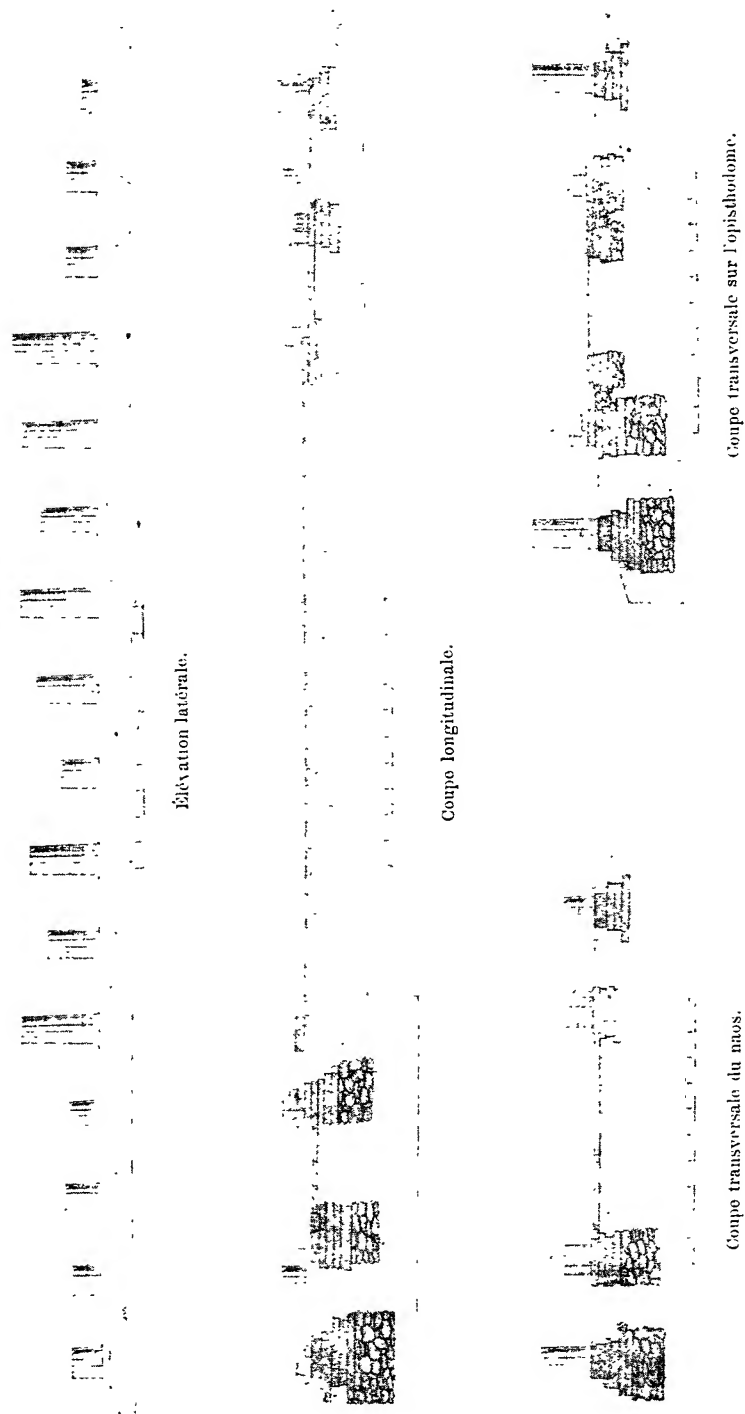 Élévation latérale.
Coupe longitudinale.
Coupe transversale du naos.
Coupe transversale sur l'opisthodome.